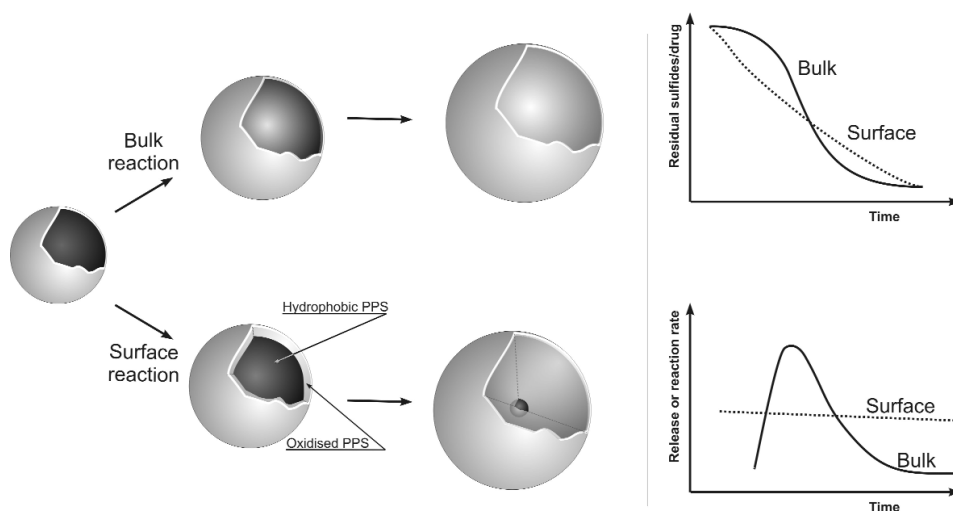 Bulk
reaction
Surface
reaction
Hydrophobic PPS
Oxidised PPS
Residual sulfides/drug
Bulk
Surface
Time
Release or reaction rate
Surface
Bulk
Time